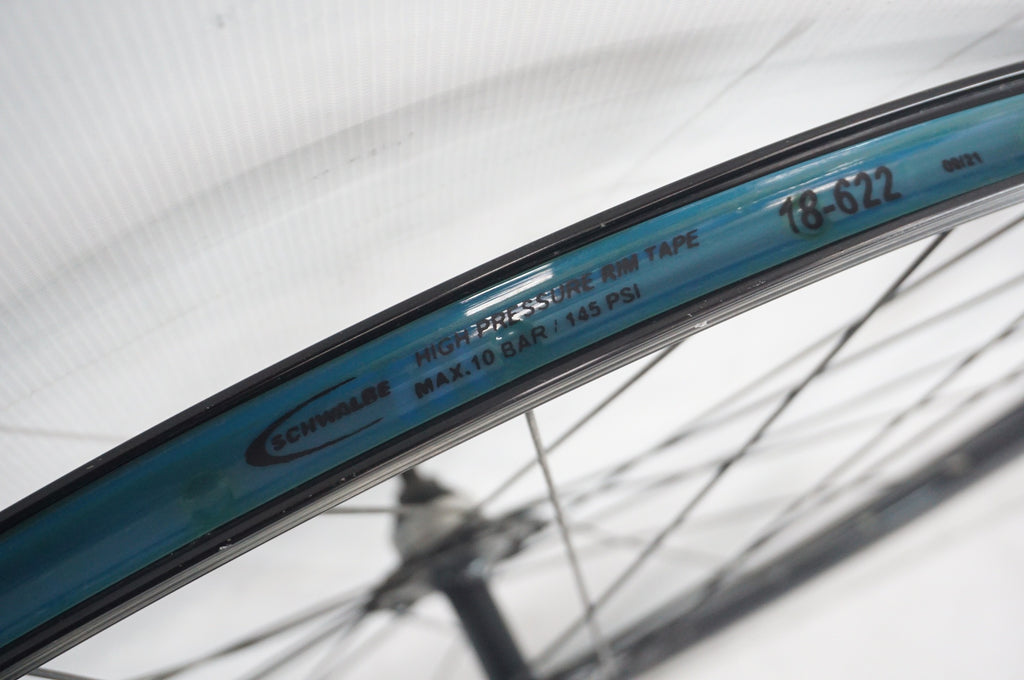 SCHWALBE
HIGH PRESSURE RIM TAPE
MAX.10 BAR / 145 PSI
18-622
09/21